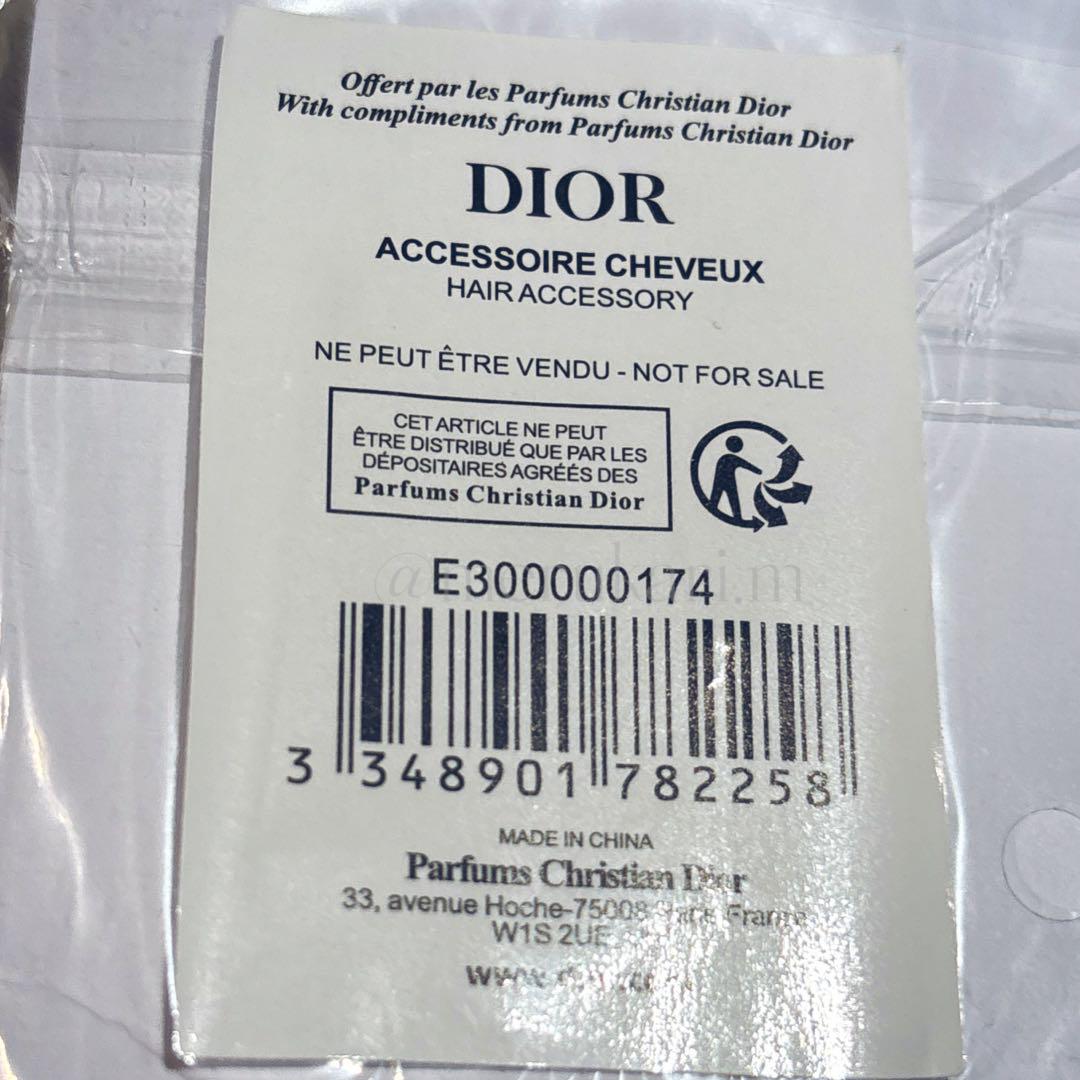 Offert par les Parfums Christian Dior
With compliments from Parfums Christian Dior
DIOR
ACCESSOIRE CHEVEUX
HAIR ACCESSORY
NE PEUT ÊTRE VENDU - NOT FOR SALE
CET ARTICLE NE PEUT
ÊTRE DISTRIBUÉ QUE PAR LES
DÉPOSITAIRES AGRÉÉS DES
Parfums Christian Dior
E300000174
3 348901 782258
MADE IN CHINA
Parfums Christian Dior
33, avenue Hoche-75008 France
W1S 2UE